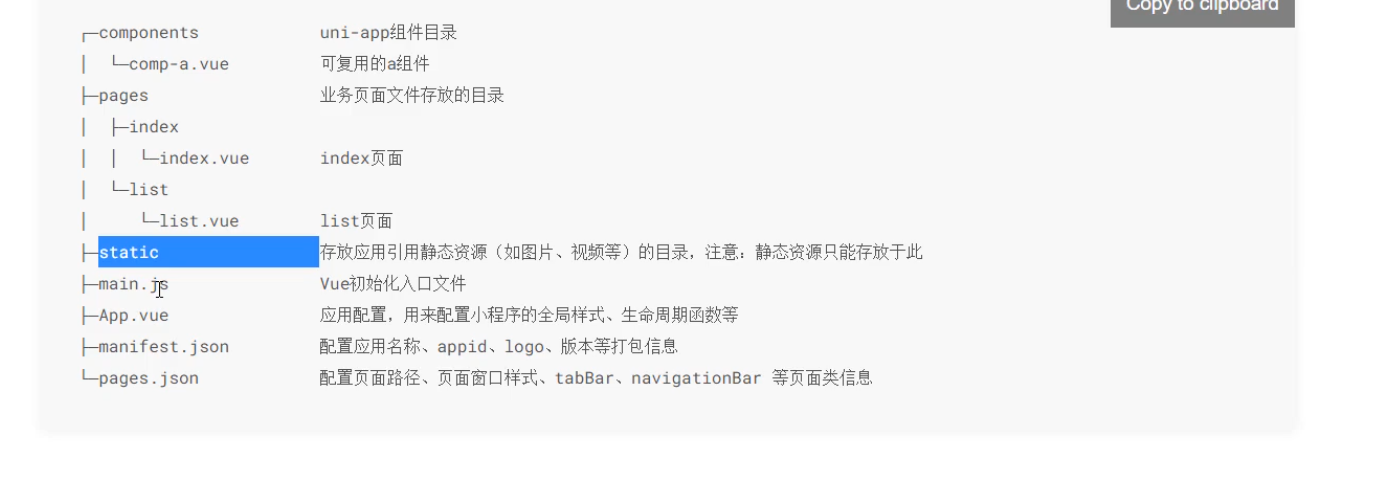 Copy to clipboard
┌─components            uni-app组件目录
│  └─comp-a.vue         可复用的a组件
├─pages                 业务页面文件存放的目录
│  ├─index
│  │  └─index.vue       index页面
│  └─list
│     └─list.vue        list页面
├─static                存放应用引用静态资源（如图片、视频等）的目录，注意：静态资源只能存放于此
├─main.js               Vue初始化入口文件
├─App.vue               应用配置，用来配置小程序的全局样式、生命周期函数等
├─manifest.json         配置应用名称、appid、logo、版本等打包信息
└─pages.json            配置页面路径、页面窗口样式、tabBar、navigationBar 等页面类信息